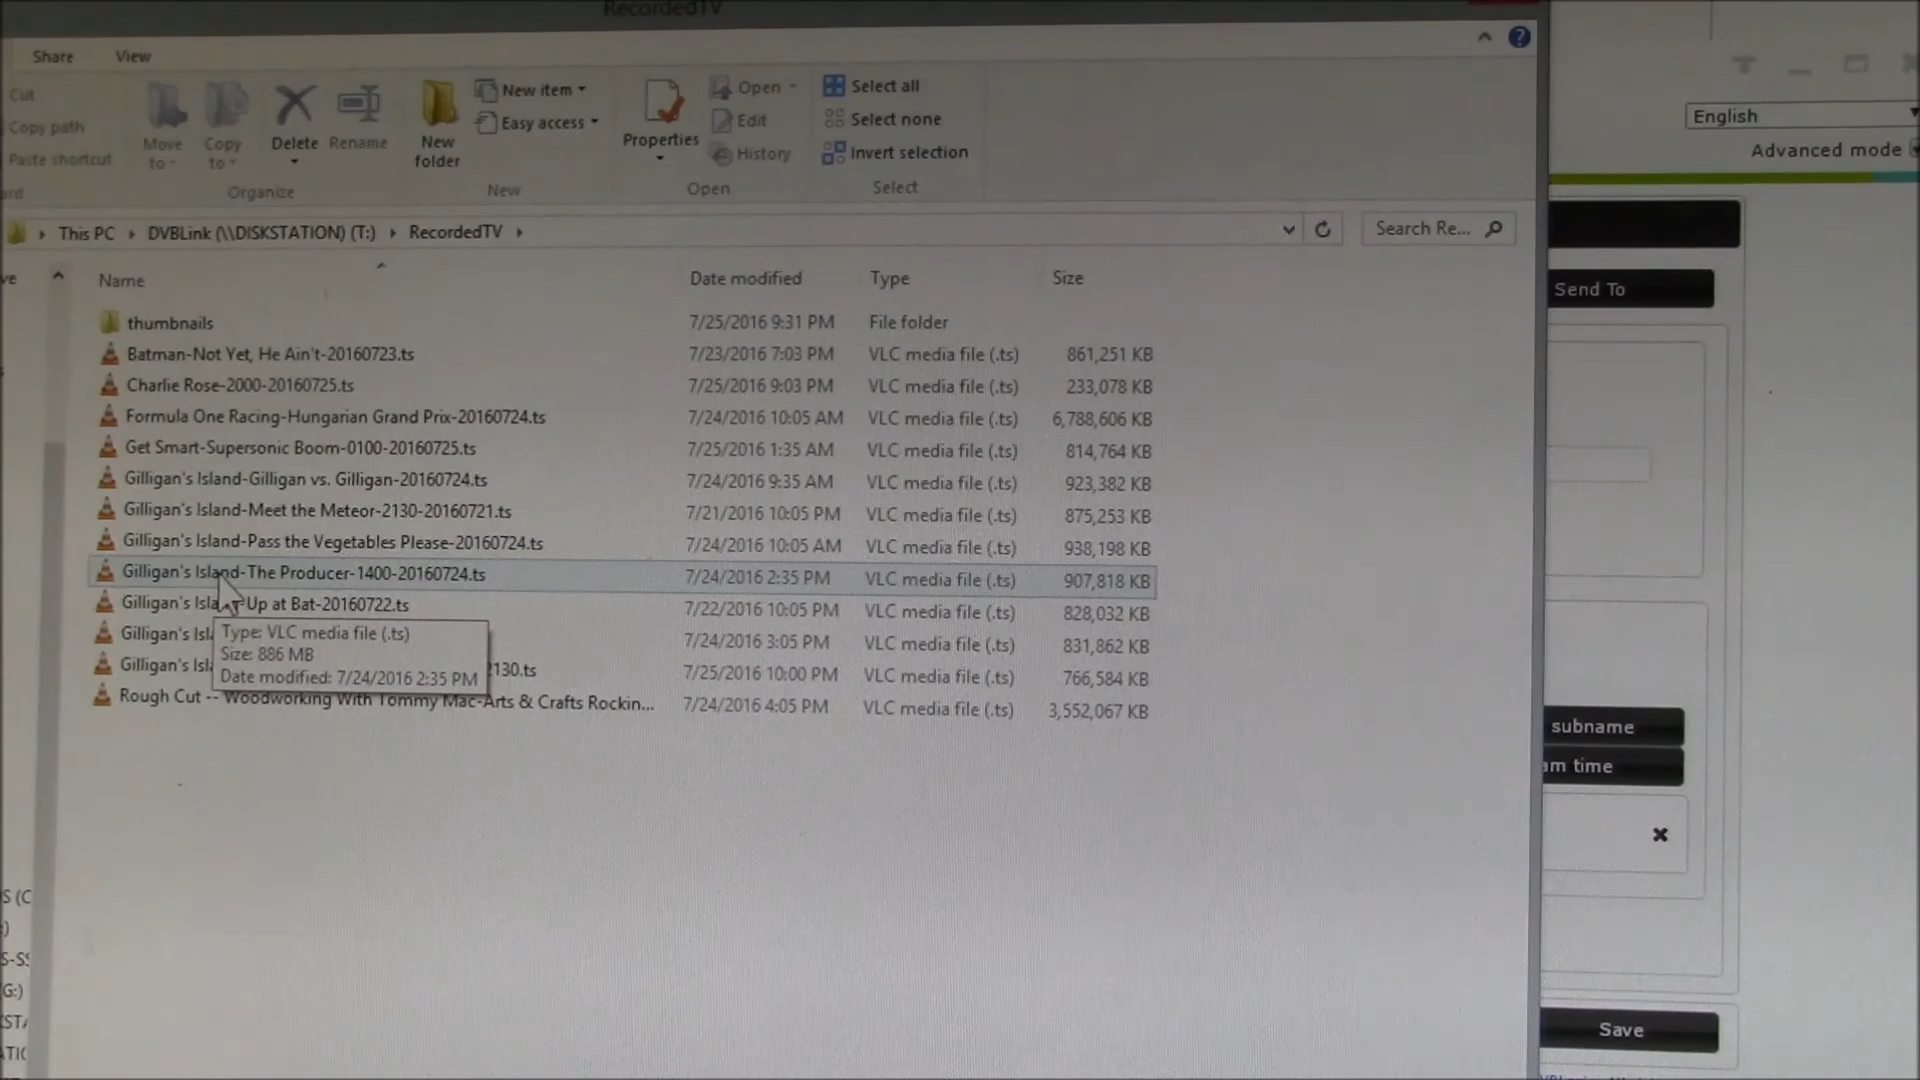 RecordedTV
Share View
Cut
Copy path
Paste shortcut
Move to
Copy to
Delete
Rename
Organize
New folder
New item
Easy access
New
Properties
Open
Edit
History
Open
Select all
Select none
Invert selection
Select
English
Advanced mode
This PC DVBLink (\\DISKSTATION) (T:) RecordedTV
Search Re...
Name Date modified Type Size
thumbnails 7/25/2016 9:31 PM File folder
Batman-Not Yet, He Ain't-20160723.ts 7/23/2016 7:03 PM VLC media file (.ts) 861,251 KB
Charlie Rose-2000-20160725.ts 7/25/2016 9:03 PM VLC media file (.ts) 233,078 KB
Formula One Racing-Hungarian Grand Prix-20160724.ts 7/24/2016 10:05 AM VLC media file (.ts) 6,788,606 KB
Get Smart-Supersonic Boom-0100-20160725.ts 7/25/2016 1:35 AM VLC media file (.ts) 814,764 KB
Gilligan's Island-Gilligan vs. Gilligan-20160724.ts 7/24/2016 9:35 AM VLC media file (.ts) 923,382 KB
Gilligan's Island-Meet the Meteor-2130-20160721.ts 7/21/2016 10:05 PM VLC media file (.ts) 875,253 KB
Gilligan's Island-Pass the Vegetables Please-20160724.ts 7/24/2016 10:05 AM VLC media file (.ts) 938,198 KB
Gilligan's Island-The Producer-1400-20160724.ts 7/24/2016 2:35 PM VLC media file (.ts) 907,818 KB
Gilligan's Isla Up at Bat-20160722.ts 7/22/2016 10:05 PM VLC media file (.ts) 828,032 KB
Gilligan's Isl 7/24/2016 3:05 PM VLC media file (.ts) 831,862 KB
Gilligan's Isl 2130.ts 7/25/2016 10:00 PM VLC media file (.ts) 766,584 KB
Rough Cut -- Woodworking With Tommy Mac-Arts & Crafts Rockin... 7/24/2016 4:05 PM VLC media file (.ts) 3,552,067 KB
Type: VLC media file (.ts)
Size: 886 MB
Date modified: 7/24/2016 2:35 PM
Send To
subname
am time
Save